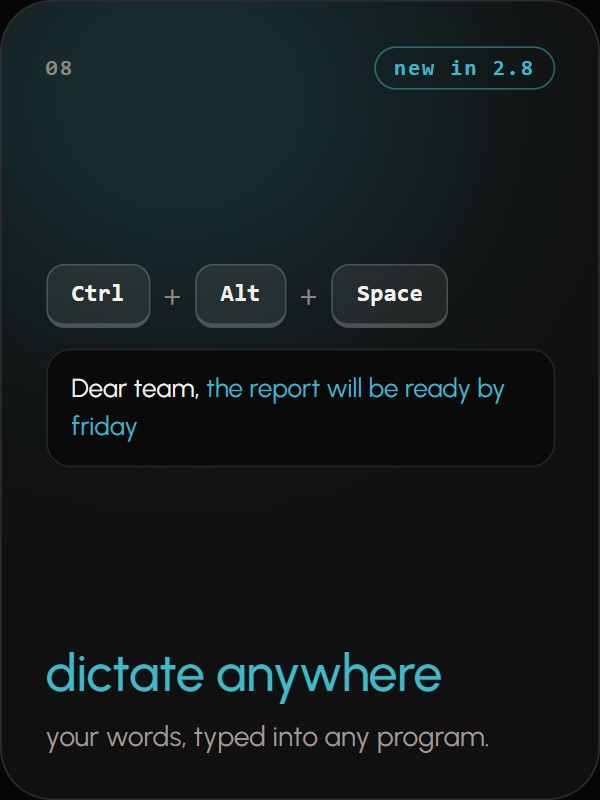 08 new in 2.8
Ctrl + Alt + Space
Dear team, the report will be ready by
friday
dictate anywhere
your words, typed into any program.